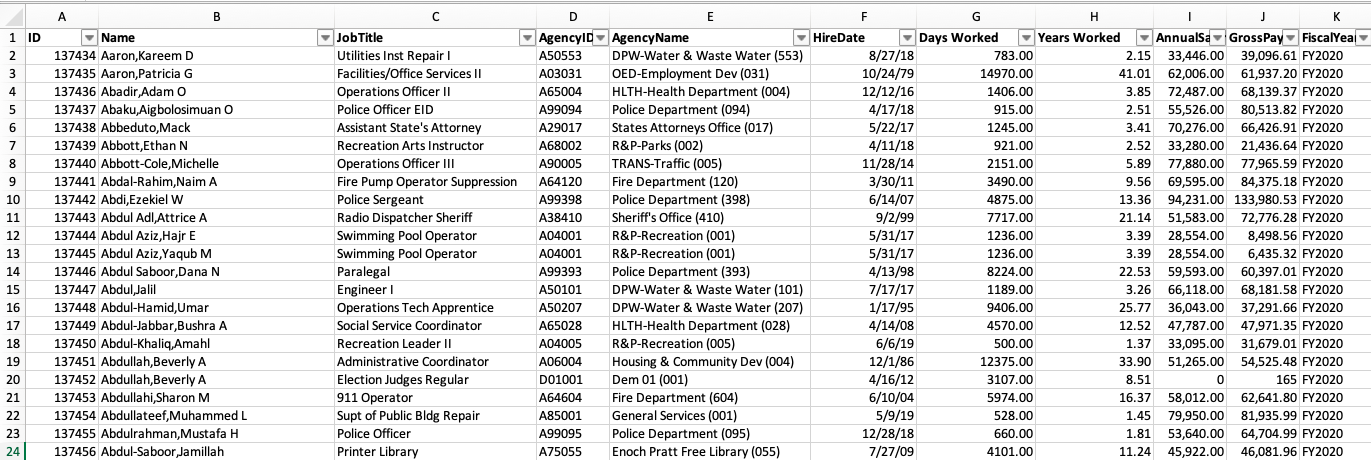 A B C D E F G H I J K
1 ID Name JobTitle AgencyID AgencyName HireDate Days Worked Years Worked AnnualSa GrossPay FiscalYea
2 137434 Aaron,Kareem D Utilities Inst Repair I A50553 DPW-Water & Waste Water (553) 8/27/18 783.00 2.15 33,446.00 39,096.61 FY2020
3 137435 Aaron,Patricia G Facilities/Office Services II A03031 OED-Employment Dev (031) 10/24/79 14970.00 41.01 62,006.00 61,937.20 FY2020
4 137436 Abadir,Adam O Operations Officer II A65004 HLTH-Health Department (004) 12/12/16 1406.00 3.85 72,487.00 68,139.37 FY2020
5 137437 Abaku,Aigbolosimuan O Police Officer EID A99094 Police Department (094) 4/17/18 915.00 2.51 55,526.00 80,513.82 FY2020
6 137438 Abbeduto,Mack Assistant State's Attorney A29017 States Attorneys Office (017) 5/22/17 1245.00 3.41 70,276.00 66,426.91 FY2020
7 137439 Abbott,Ethan N Recreation Arts Instructor A68002 R&P-Parks (002) 4/11/18 921.00 2.52 33,280.00 21,436.64 FY2020
8 137440 Abbott-Cole,Michelle Operations Officer III A90005 TRANS-Traffic (005) 11/28/14 2151.00 5.89 77,880.00 77,965.59 FY2020
9 137441 Abdal-Rahim,Naim A Fire Pump Operator Suppression A64120 Fire Department (120) 3/30/11 3490.00 9.56 69,595.00 84,375.18 FY2020
10 137442 Abdi,Ezekiel W Police Sergeant A99398 Police Department (398) 6/14/07 4875.00 13.36 94,231.00 133,980.53 FY2020
11 137443 Abdul Adl,Attrice A Radio Dispatcher Sheriff A38410 Sheriff's Office (410) 9/2/99 7717.00 21.14 51,583.00 72,776.28 FY2020
12 137444 Abdul Aziz,Hajr E Swimming Pool Operator A04001 R&P-Recreation (001) 5/31/17 1236.00 3.39 28,554.00 8,498.56 FY2020
13 137445 Abdul Aziz,Yaqub M Swimming Pool Operator A04001 R&P-Recreation (001) 5/31/17 1236.00 3.39 28,554.00 6,435.32 FY2020
14 137446 Abdul Saboor,Dana N Paralegal A99393 Police Department (393) 4/13/98 8224.00 22.53 59,593.00 60,397.01 FY2020
15 137447 Abdul,Jalil Engineer I A50101 DPW-Water & Waste Water (101) 7/17/17 1189.00 3.26 66,118.00 68,181.58 FY2020
16 137448 Abdul-Hamid,Umar Operations Tech Apprentice A50207 DPW-Water & Waste Water (207) 1/17/95 9406.00 25.77 36,043.00 37,291.66 FY2020
17 137449 Abdul-Jabbar,Bushra A Social Service Coordinator A65028 HLTH-Health Department (028) 4/14/08 4570.00 12.52 47,787.00 47,971.35 FY2020
18 137450 Abdul-Khaliq,Amahl Recreation Leader II A04005 R&P-Recreation (005) 6/6/19 500.00 1.37 33,095.00 31,679.01 FY2020
19 137451 Abdullah,Beverly A Administrative Coordinator A06004 Housing & Community Dev (004) 12/1/86 12375.00 33.90 51,265.00 54,525.48 FY2020
20 137452 Abdullah,Beverly A Election Judges Regular D01001 Dem 01 (001) 4/16/12 3107.00 8.51 0 165 FY2020
21 137453 Abdullahi,Sharon M 911 Operator A64604 Fire Department (604) 6/10/04 5974.00 16.37 58,012.00 62,641.80 FY2020
22 137454 Abdullateef,Muhammed L Supt of Public Bldg Repair A85001 General Services (001) 5/9/19 528.00 1.45 79,950.00 81,935.99 FY2020
23 137455 Abdulrahman,Mustafa H Police Officer A99095 Police Department (095) 12/28/18 660.00 1.81 53,640.00 64,704.99 FY2020
24 137456 Abdul-Saboor,Jamillah Printer Library A75055 Enoch Pratt Free Library (055) 7/27/09 4101.00 11.24 45,922.00 46,081.96 FY2020